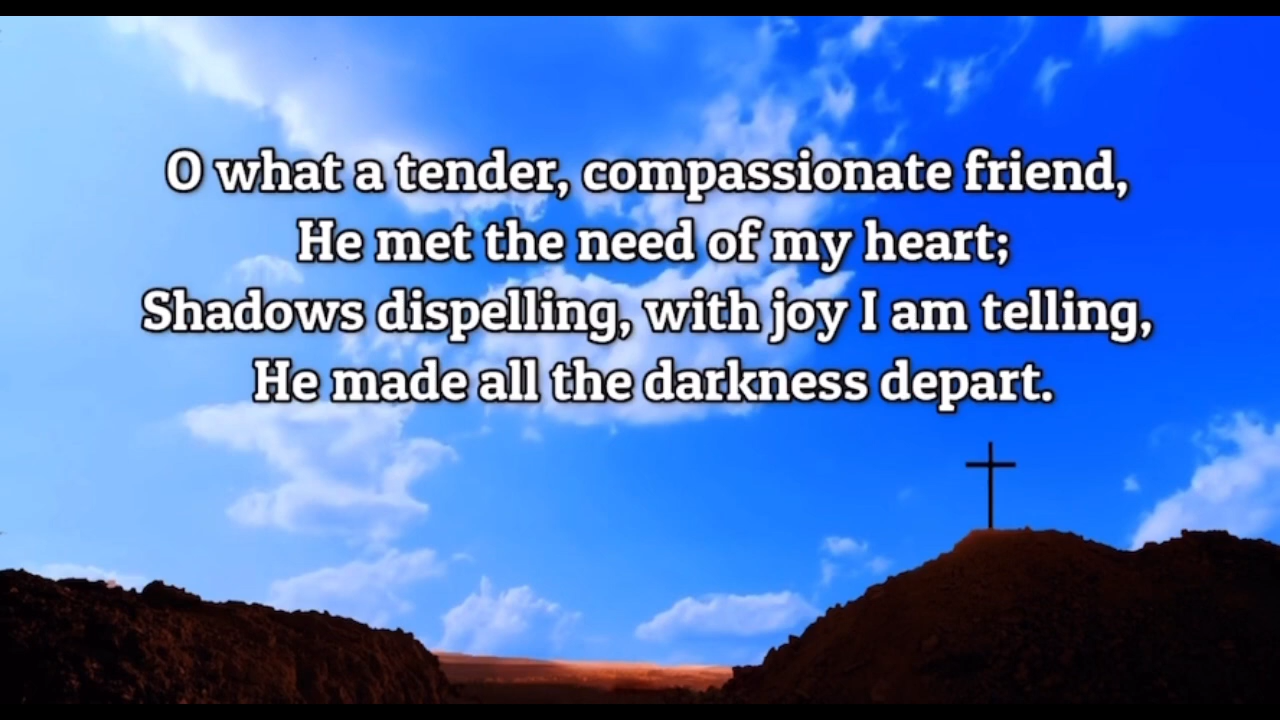 O what a tender, compassionate friend,
He met the need of my heart;
Shadows dispelling, with joy I am telling,
He made all the darkness depart.